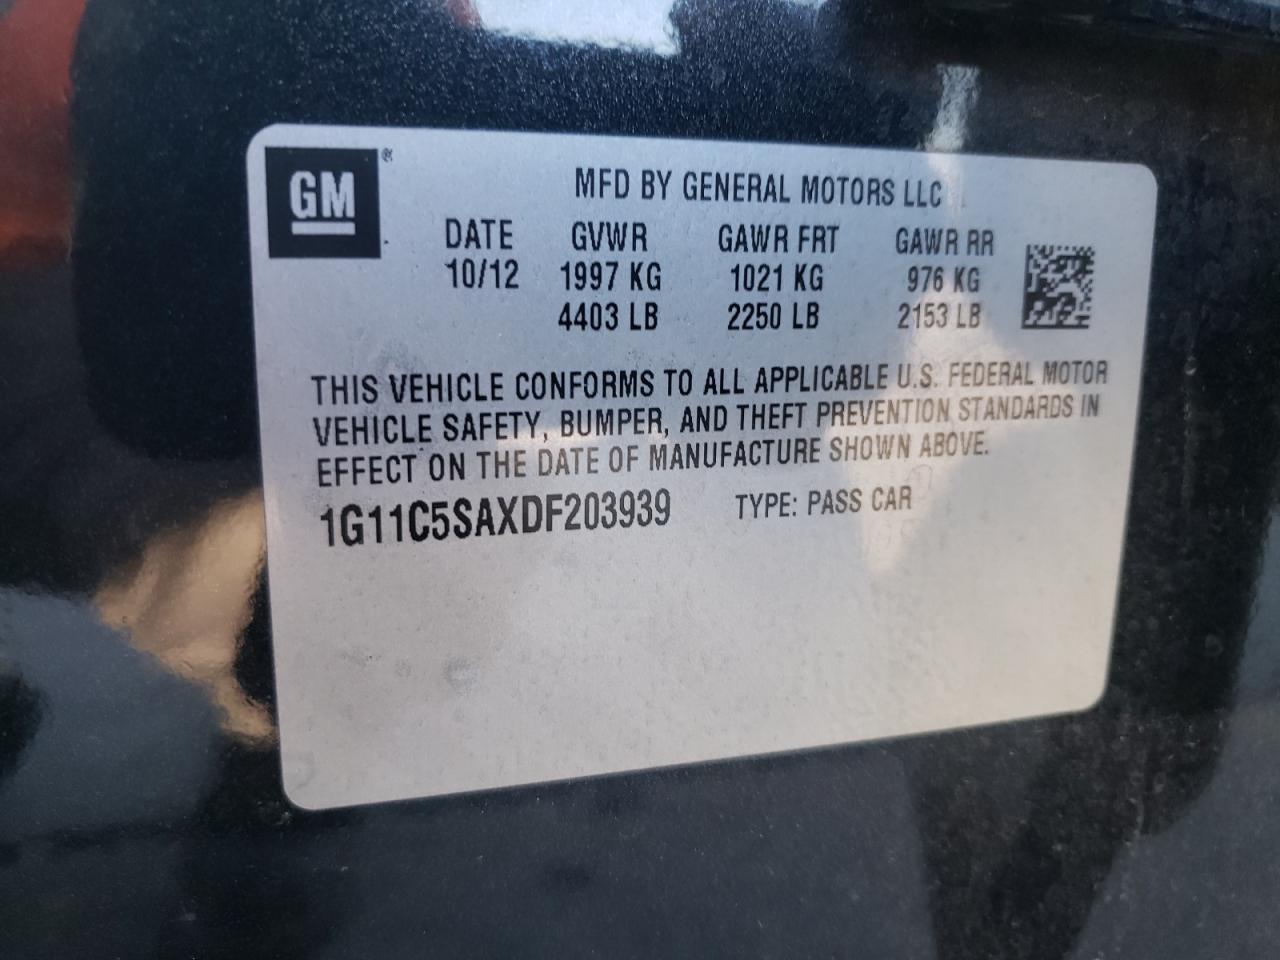 GM ®
MFD BY GENERAL MOTORS LLC
DATE GVWR GAWR FRT GAWR RR
10/12 1997 KG 1021 KG 976 KG
4403 LB 2250 LB 2153 LB
THIS VEHICLE CONFORMS TO ALL APPLICABLE U.S. FEDERAL MOTOR
VEHICLE SAFETY, BUMPER, AND THEFT PREVENTION STANDARDS IN
EFFECT ON THE DATE OF MANUFACTURE SHOWN ABOVE.
1G11C5SAXDF203939 TYPE: PASS CAR